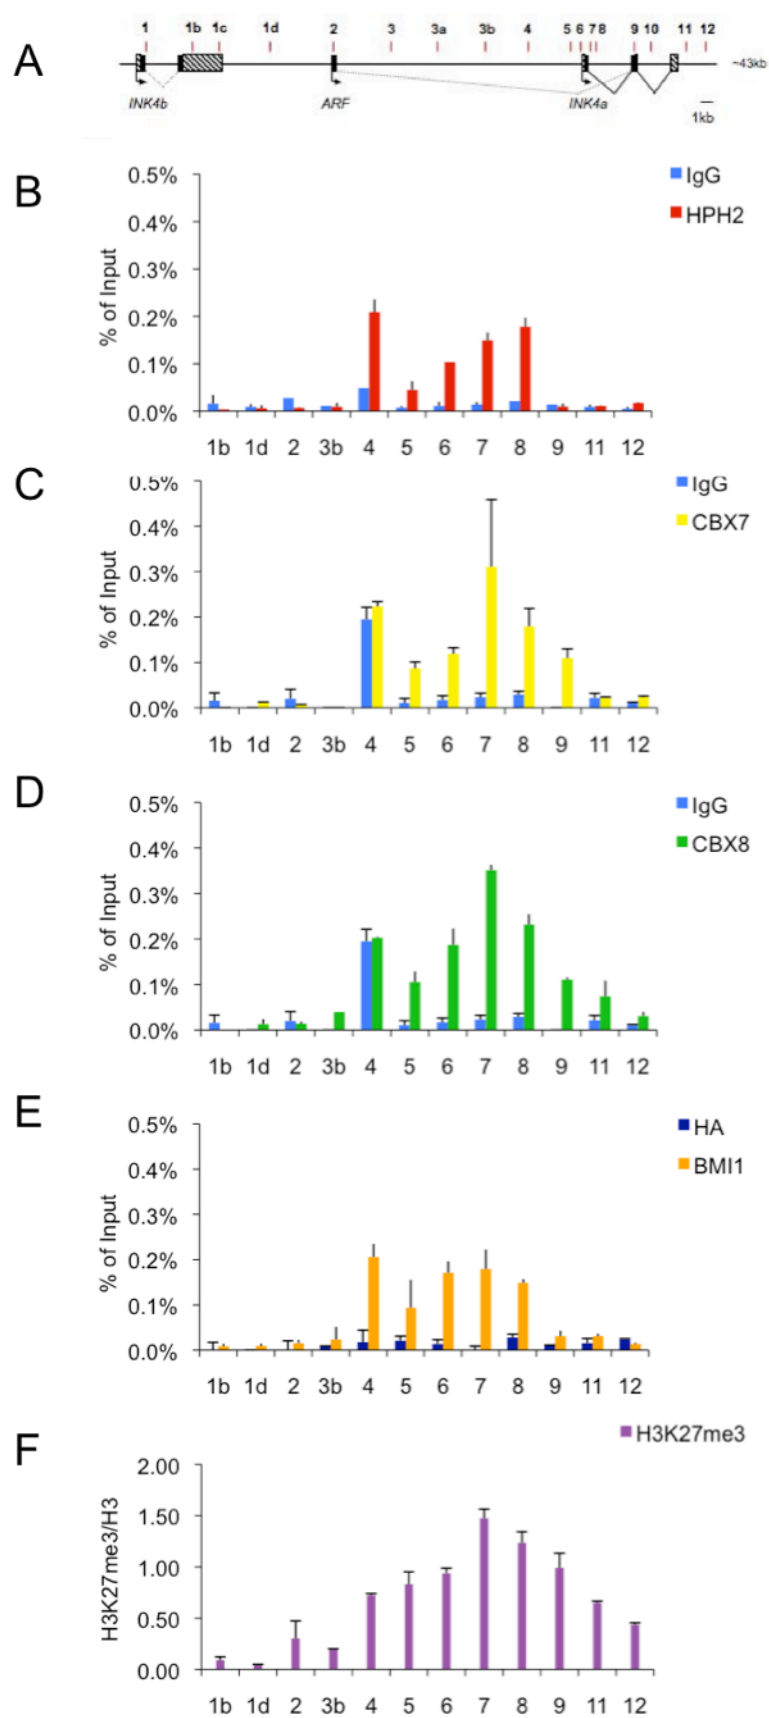 A
1 1b 1c 1d 2 3 3a 3b 4 5 6 7 8 9 10 11 12
~43kb
INK4b ARF INK4a
1kb
B
IgG
HPH2
% of Input
0.5%
0.4%
0.3%
0.2%
0.1%
0.0%
1b 1d 2 3b 4 5 6 7 8 9 11 12
C
IgG
CBX7
% of Input
0.5%
0.4%
0.3%
0.2%
0.1%
0.0%
1b 1d 2 3b 4 5 6 7 8 9 11 12
D
IgG
CBX8
% of Input
0.5%
0.4%
0.3%
0.2%
0.1%
0.0%
1b 1d 2 3b 4 5 6 7 8 9 11 12
E
HA
BMI1
% of Input
0.5%
0.4%
0.3%
0.2%
0.1%
0.0%
1b 1d 2 3b 4 5 6 7 8 9 11 12
F
H3K27me3
H3K27me3/H3
2.00
1.50
1.00
0.50
0.00
1b 1d 2 3b 4 5 6 7 8 9 11 12